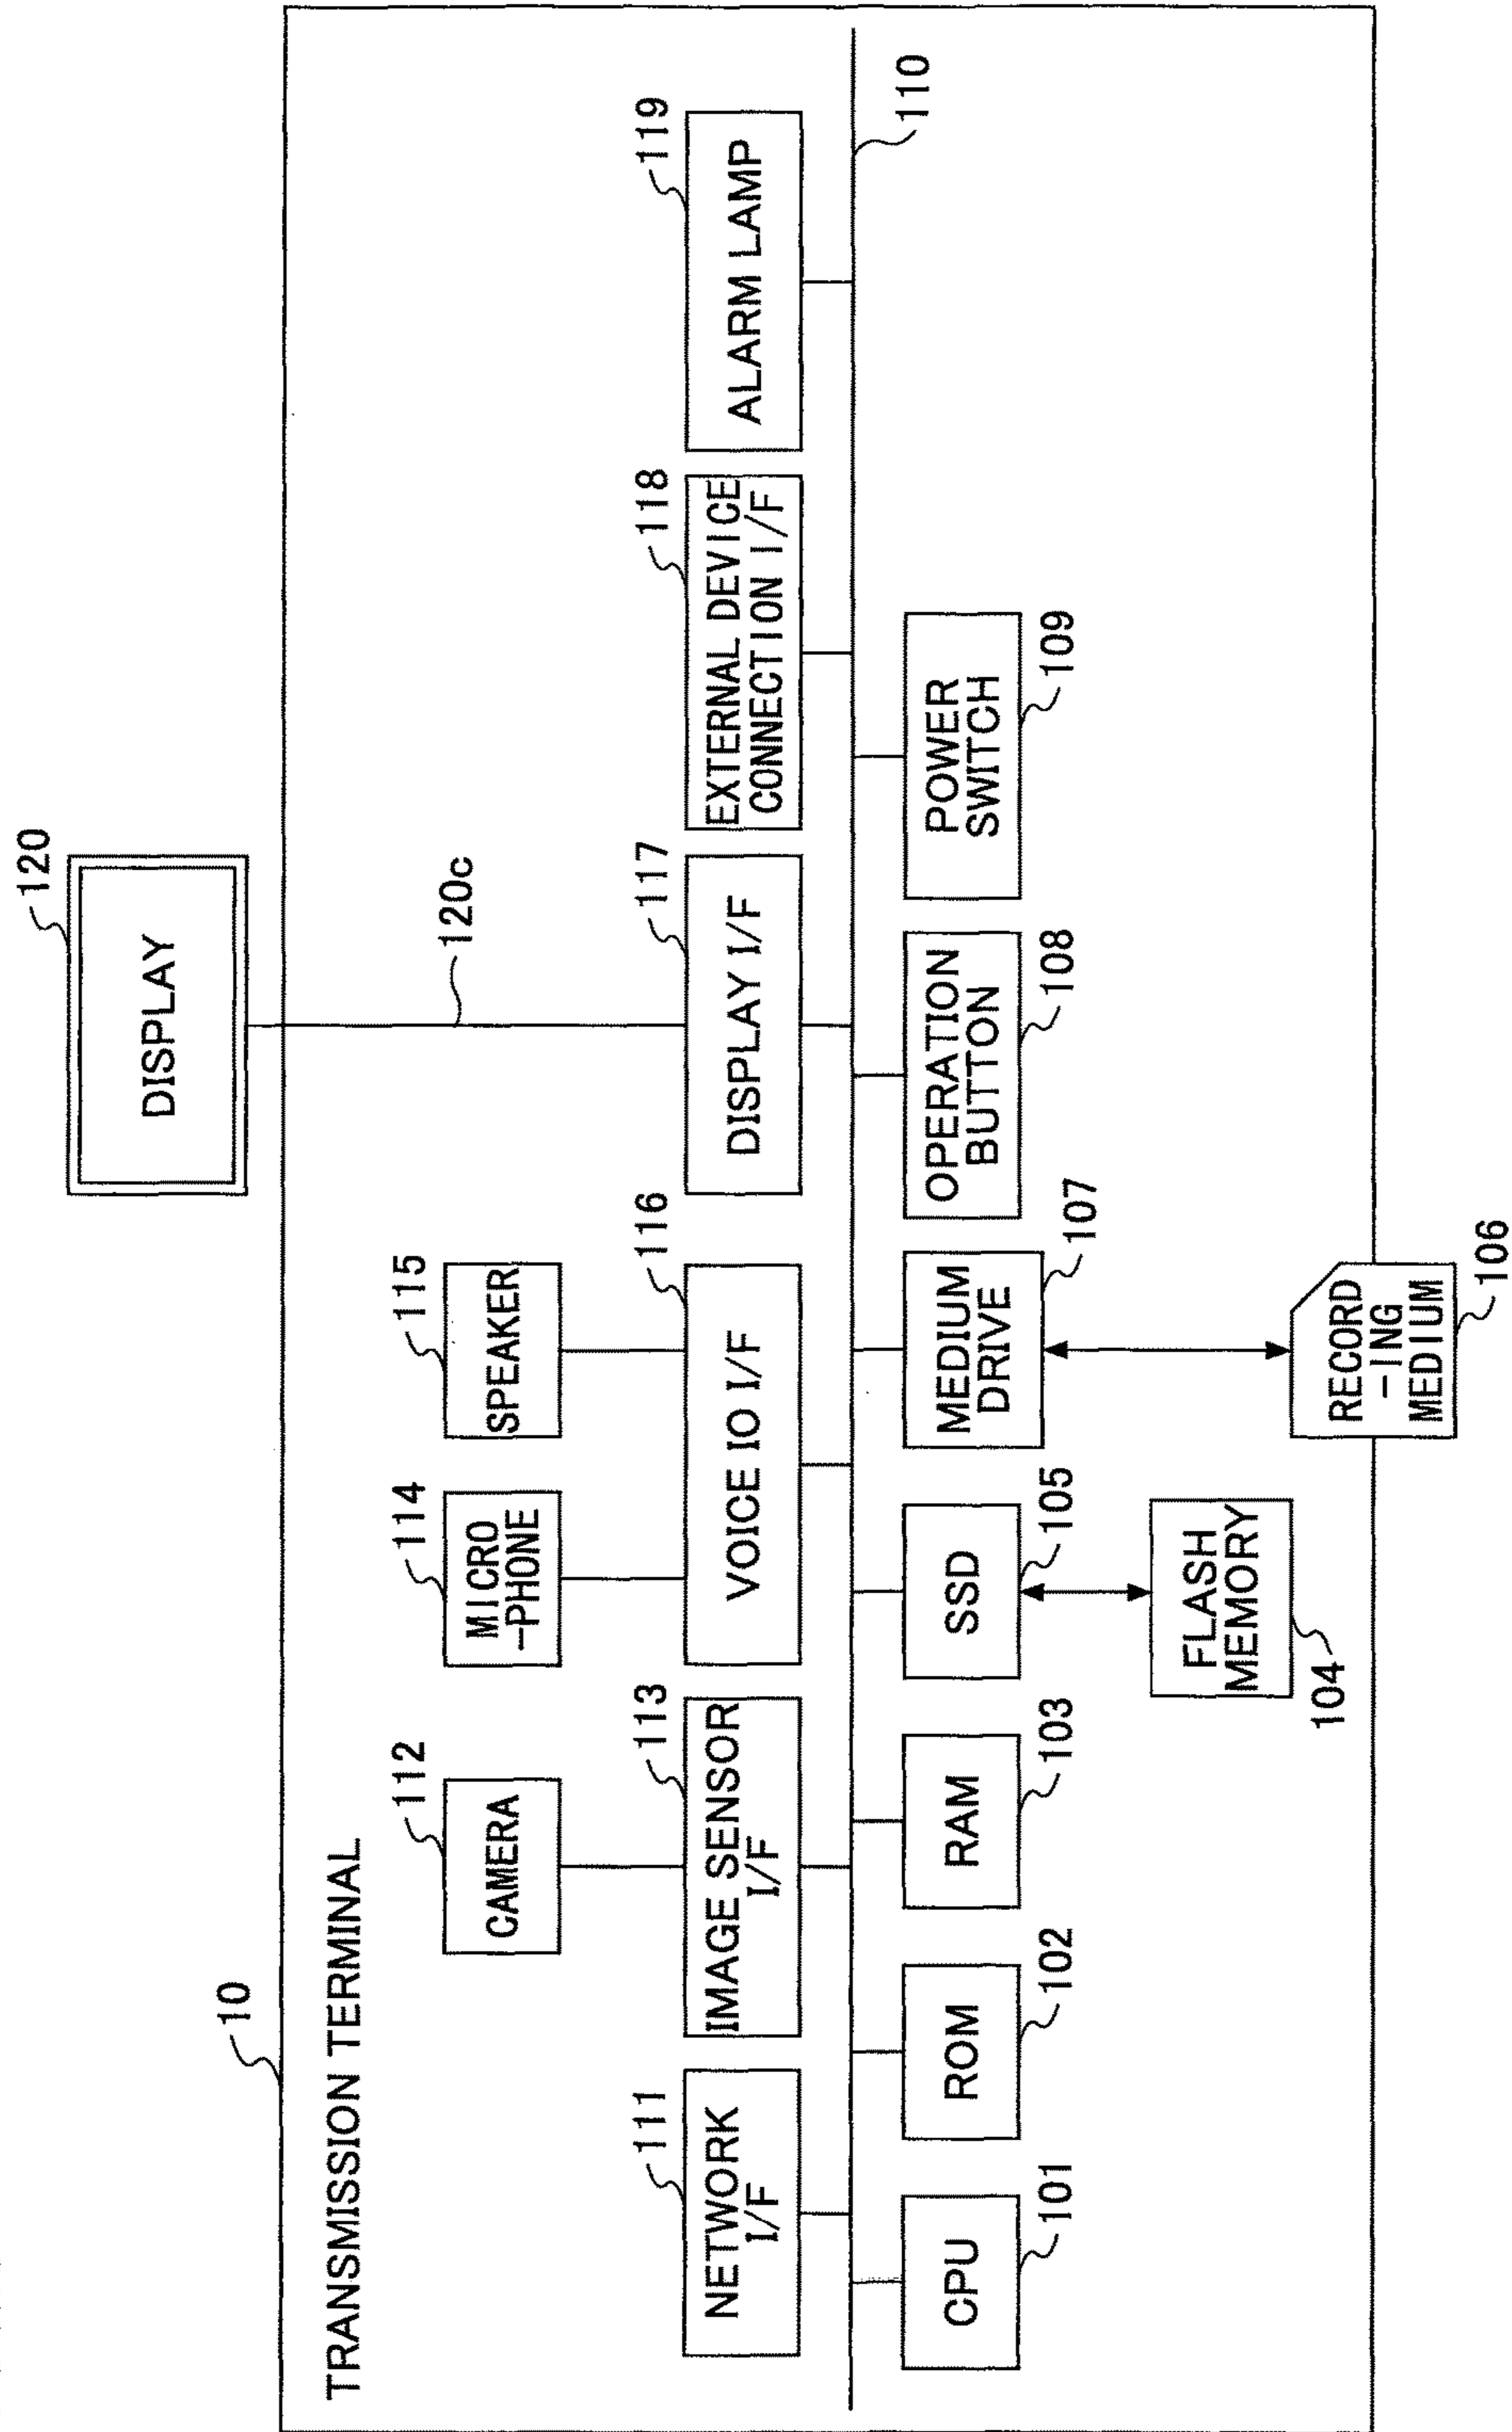 120
DISPLAY
10
TRANSMISSION TERMINAL
120c
112
CAMERA
114
MICRO
-PHONE
115
SPEAKER
111
NETWORK
I/F
113
IMAGE SENSOR
I/F
116
VOICE IO I/F
117
DISPLAY I/F
118
EXTERNAL DEVICE
CONNECTION I/F
119
ALARM LAMP
110
CPU
101
ROM
102
RAM
103
SSD
105
MEDIUM
DRIVE
107
OPERATION
BUTTON
108
POWER
SWITCH
109
FLASH
MEMORY
104
RECORD
-ING
MEDIUM
106